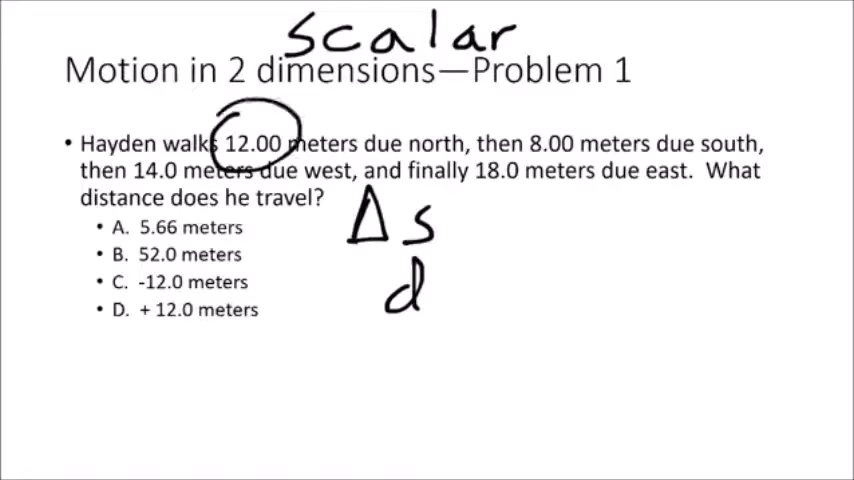 scalar
Motion in 2 dimensions—Problem 1
• Hayden walks 12.00 meters due north, then 8.00 meters due south,
then 14.0 meters due west, and finally 18.0 meters due east. What
distance does he travel?
• A. 5.66 meters
• B. 52.0 meters
• C. -12.0 meters
• D. + 12.0 meters
Δ s
d